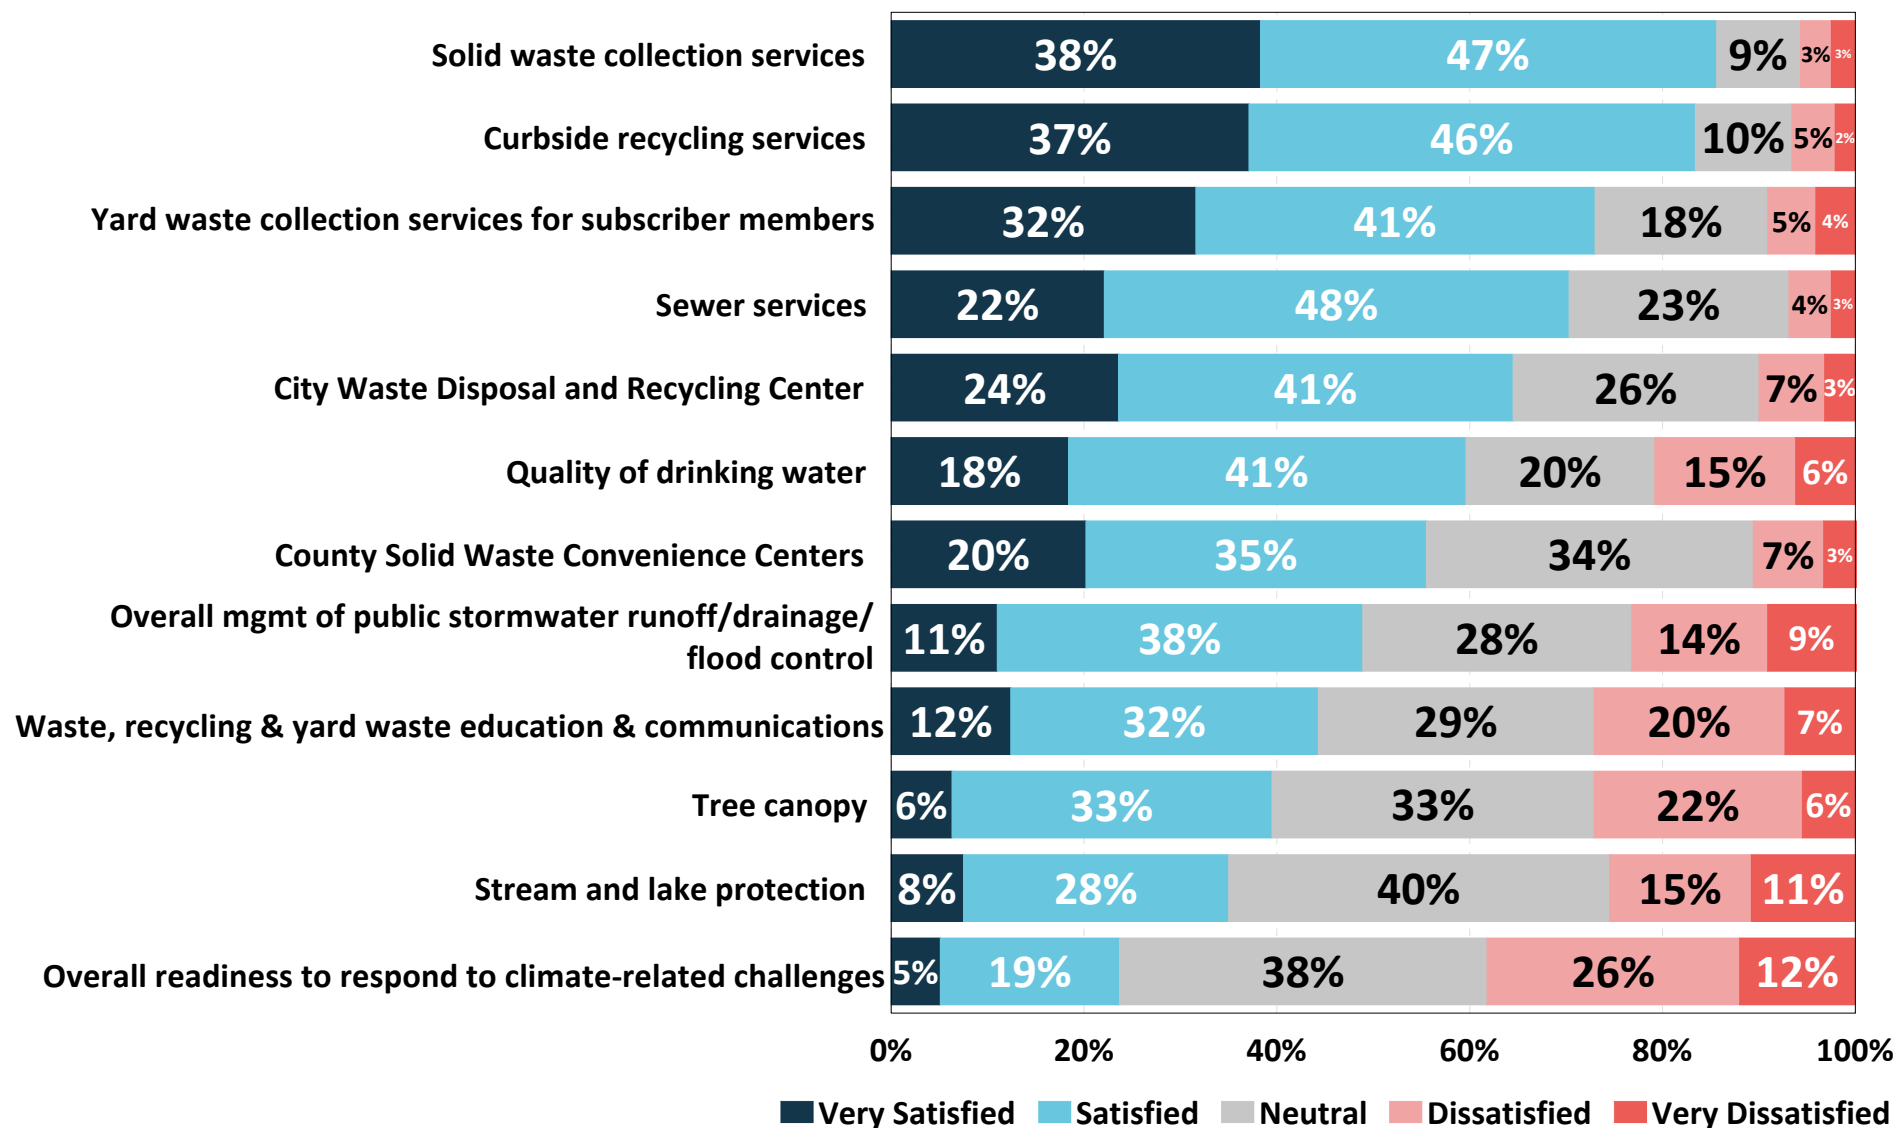 Solid waste collection services 38% 47% 9% 3% 3%
Curbside recycling services 37% 46% 10% 5% 2%
Yard waste collection services for subscriber members 32% 41% 18% 5% 4%
Sewer services 22% 48% 23% 4% 3%
City Waste Disposal and Recycling Center 24% 41% 26% 7% 3%
Quality of drinking water 18% 41% 20% 15% 6%
County Solid Waste Convenience Centers 20% 35% 34% 7% 3%
Overall mgmt of public stormwater runoff/drainage/
flood control 11% 38% 28% 14% 9%
Waste, recycling & yard waste education & communications 12% 32% 29% 20% 7%
Tree canopy 6% 33% 33% 22% 6%
Stream and lake protection 8% 28% 40% 15% 11%
Overall readiness to respond to climate-related challenges 5% 19% 38% 26% 12%
0% 20% 40% 60% 80% 100%
Very Satisfied Satisfied Neutral Dissatisfied Very Dissatisfied